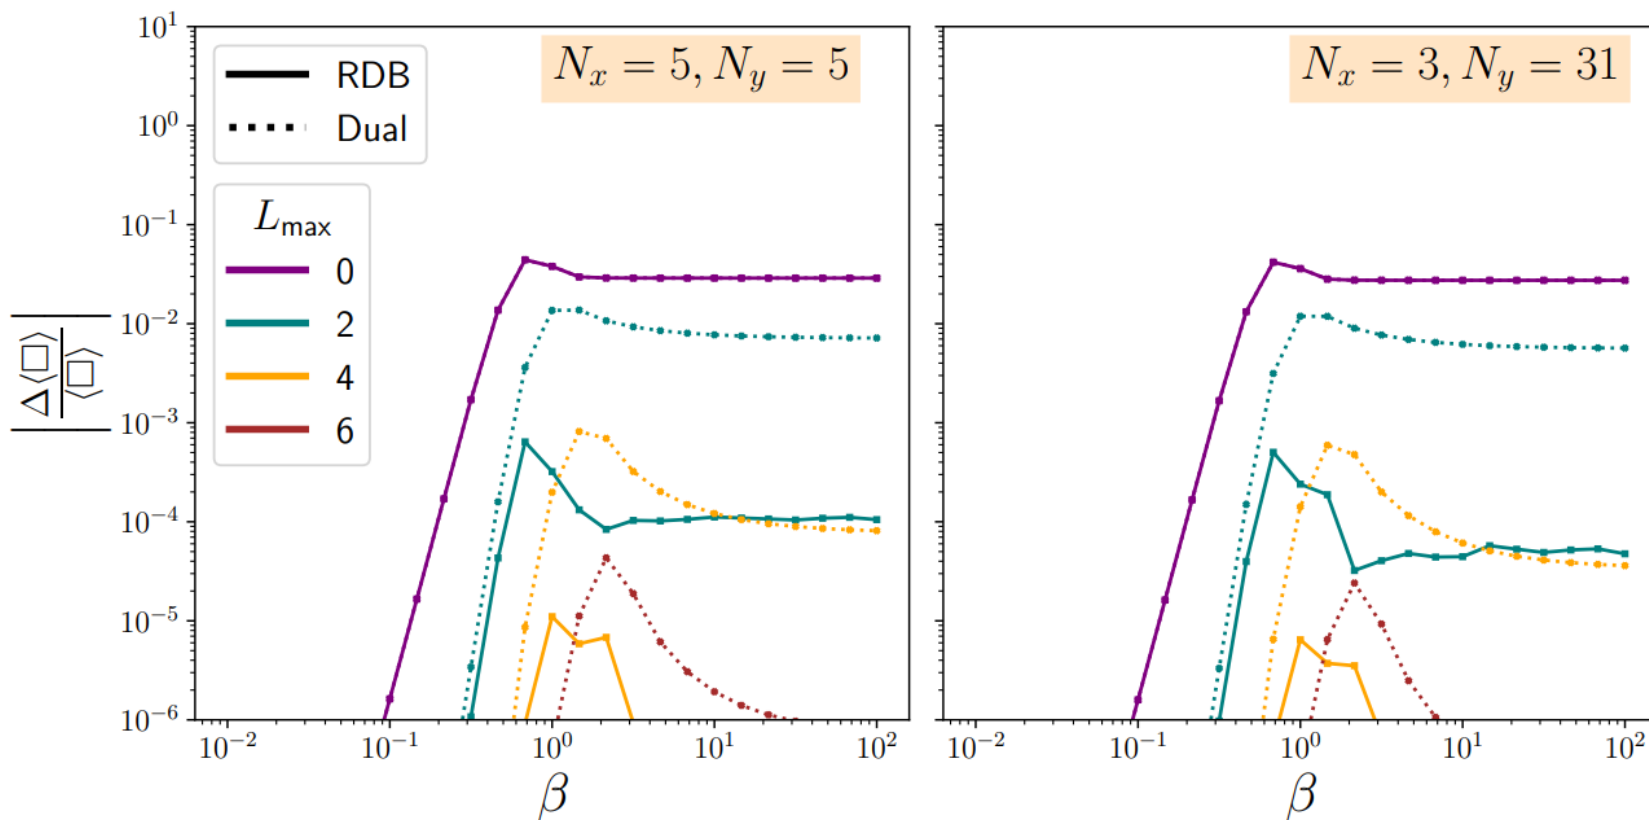 N_x = 5, N_y = 5
RDB
Dual
L_max
0
2
4
6
10^1
10^0
10^-1
10^-2
10^-3
10^-4
10^-5
10^-6
|Δ⟨□⟩/⟨□⟩|
10^-2 10^-1 10^0 10^1 10^2
β
N_x = 3, N_y = 31
10^-2 10^-1 10^0 10^1 10^2
β